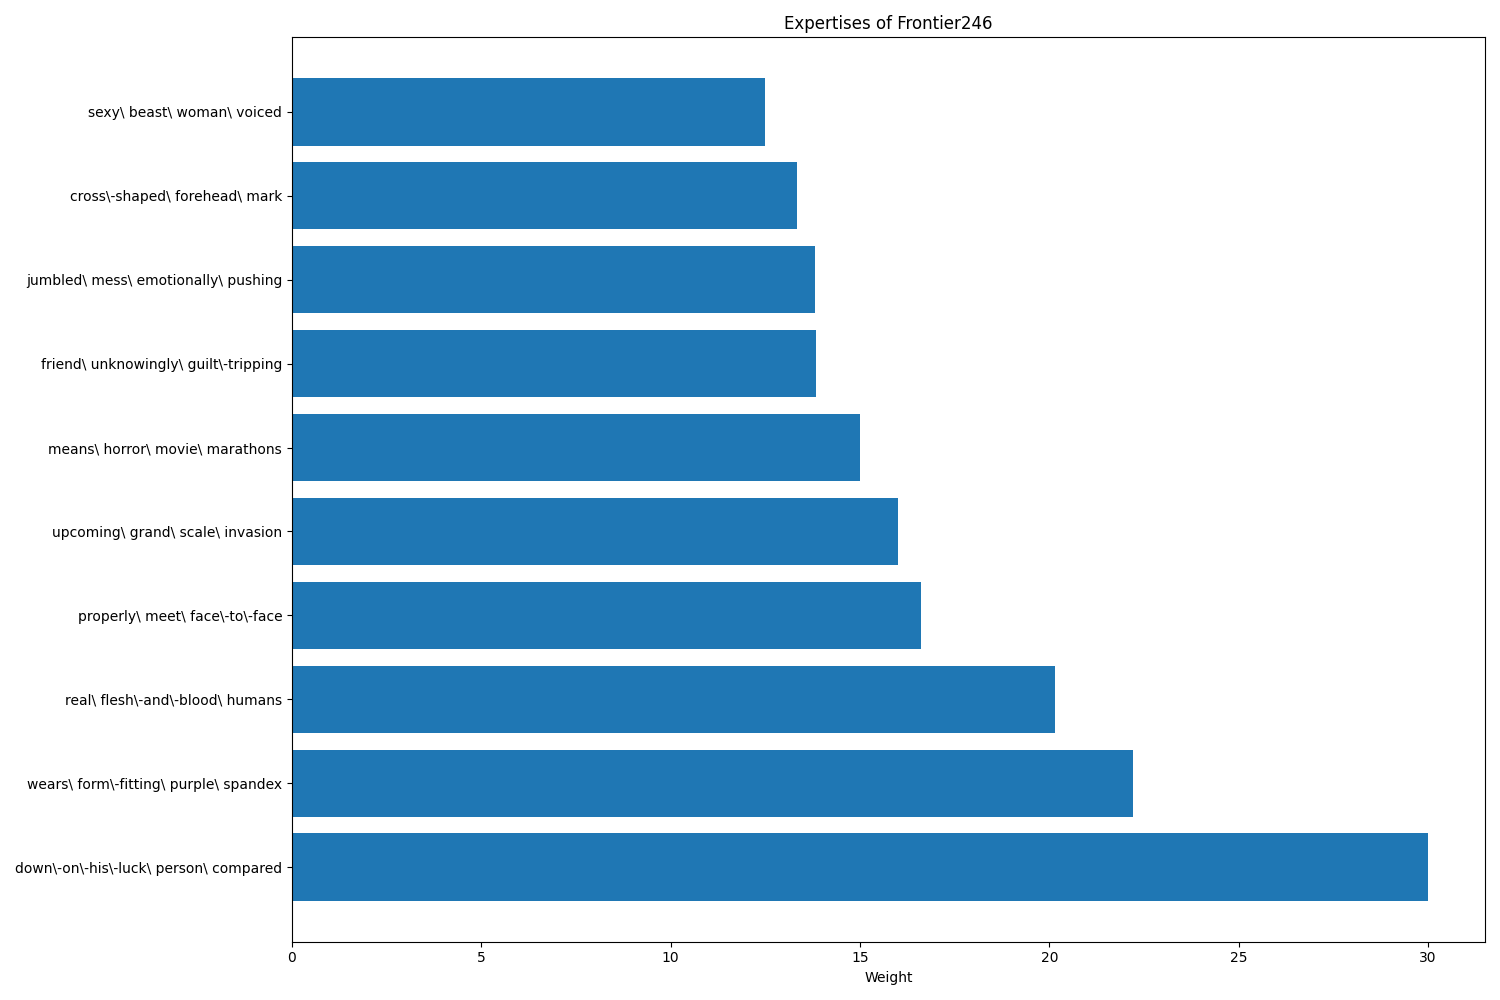 Expertises of Frontier246
sexy\ beast\ woman\ voiced
cross\-shaped\ forehead\ mark
jumbled\ mess\ emotionally\ pushing
friend\ unknowingly\ guilt\-tripping
means\ horror\ movie\ marathons
upcoming\ grand\ scale\ invasion
properly\ meet\ face\-to\-face
real\ flesh\-and\-blood\ humans
wears\ form\-fitting\ purple\ spandex
down\-on\-his\-luck\ person\ compared
0 5 10 15 20 25 30
Weight